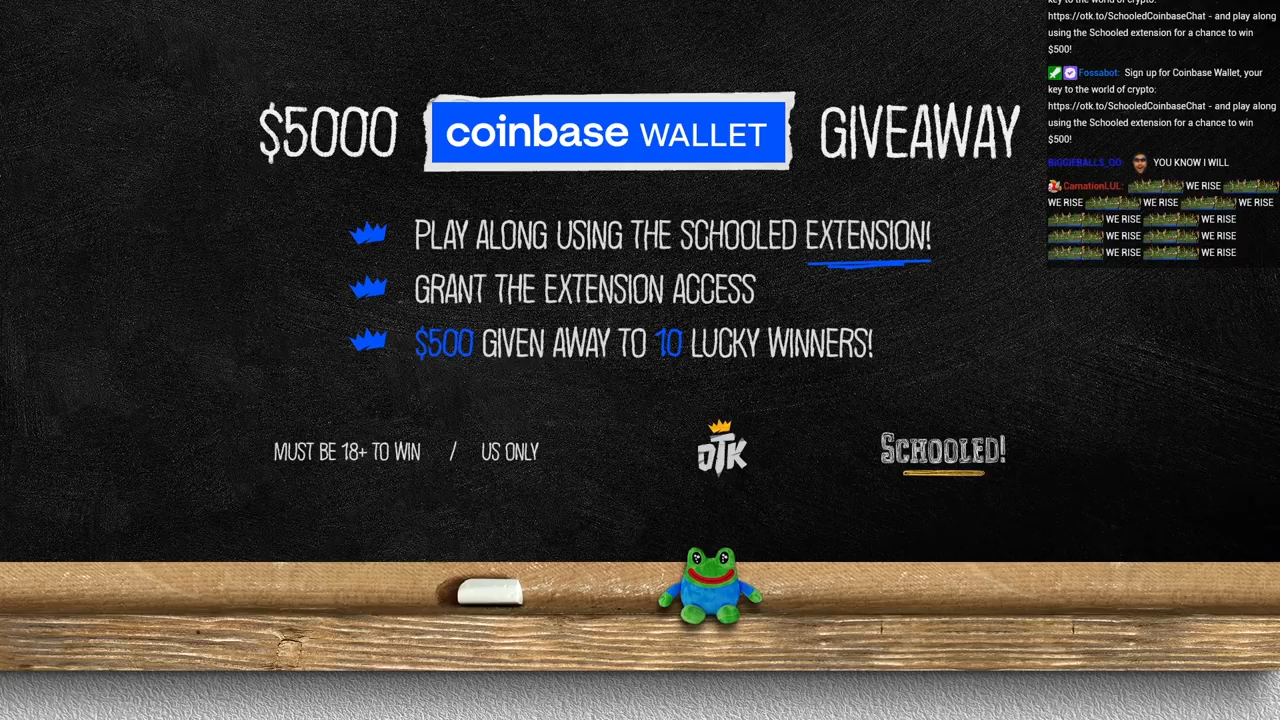 $5000 coinbase WALLET GIVEAWAY
PLAY ALONG USING THE SCHOOLED EXTENSION!
GRANT THE EXTENSION ACCESS
$500 GIVEN AWAY TO 10 LUCKY WINNERS!
MUST BE 18+ TO WIN / US ONLY
OTK
SCHOOLED!
key to the world of crypto:
https://otk.to/SchooledCoinbaseChat - and play along
using the Schooled extension for a chance to win
$500!
Fossabot: Sign up for Coinbase Wallet, your
key to the world of crypto:
https://otk.to/SchooledCoinbaseChat - and play along
using the Schooled extension for a chance to win
$500!
BIGGIEBALLS_OO: YOU KNOW I WILL
CarnationLUL: WE RISE
WE RISE WE RISE WE RISE
WE RISE WE RISE
WE RISE WE RISE
WE RISE WE RISE